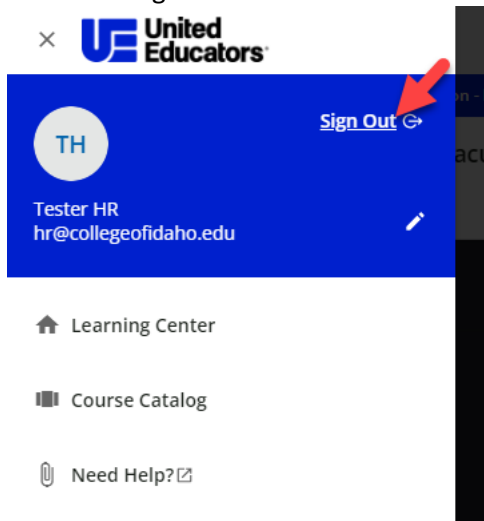 United
Educators
Sign Out
TH
Tester HR
hr@collegeofidaho.edu
Learning Center
Course Catalog
Need Help?